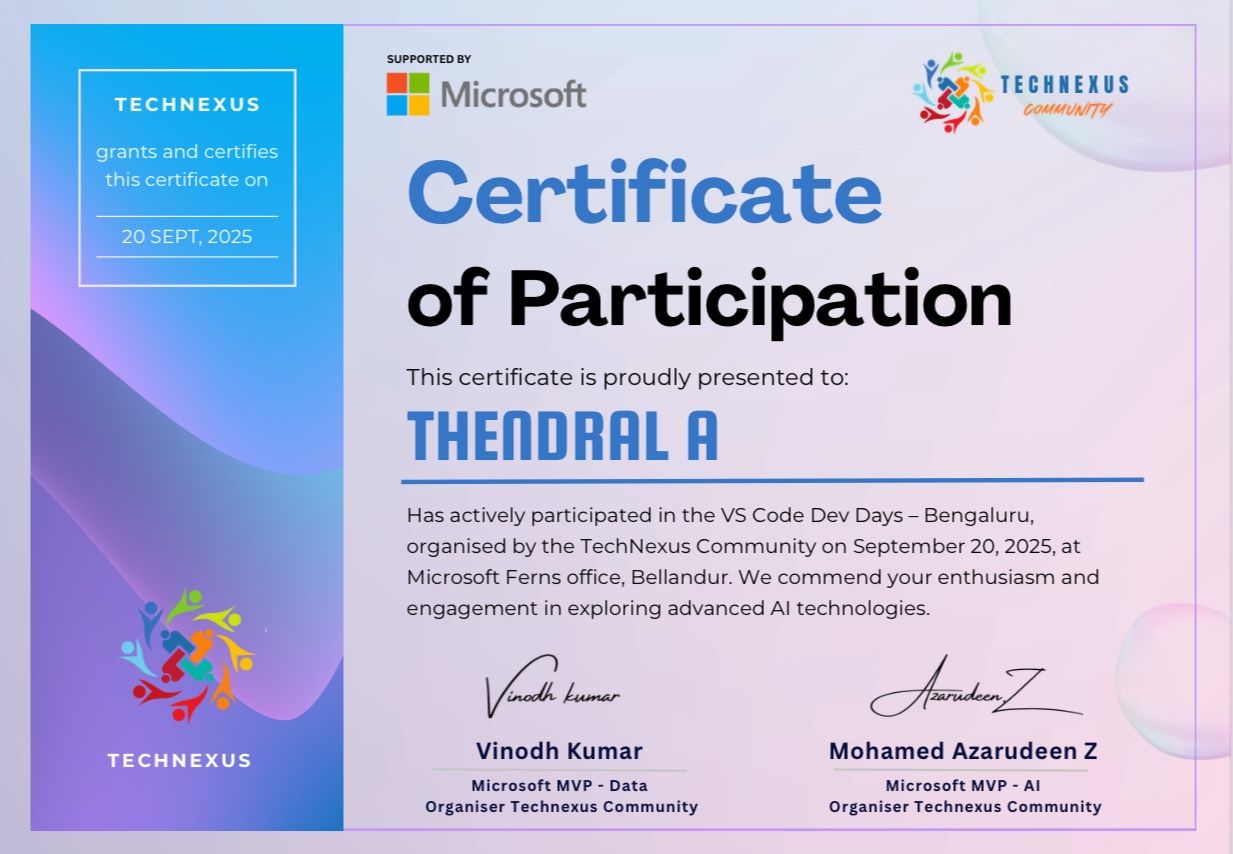 TECHNEXUS
grants and certifies
this certificate on
20 SEPT, 2025
TECHNEXUS
SUPPORTED BY
Microsoft
TECHNEXUS
COMMUNITY
Certificate
of Participation
This certificate is proudly presented to:
THENDRAL A
Has actively participated in the VS Code Dev Days – Bengaluru,
organised by the TechNexus Community on September 20, 2025, at
Microsoft Ferns office, Bellandur. We commend your enthusiasm and
engagement in exploring advanced AI technologies.
Vinodh kumar
Vinodh Kumar
Microsoft MVP - Data
Organiser Technexus Community
Azarudeen Z
Mohamed Azarudeen Z
Microsoft MVP - AI
Organiser Technexus Community